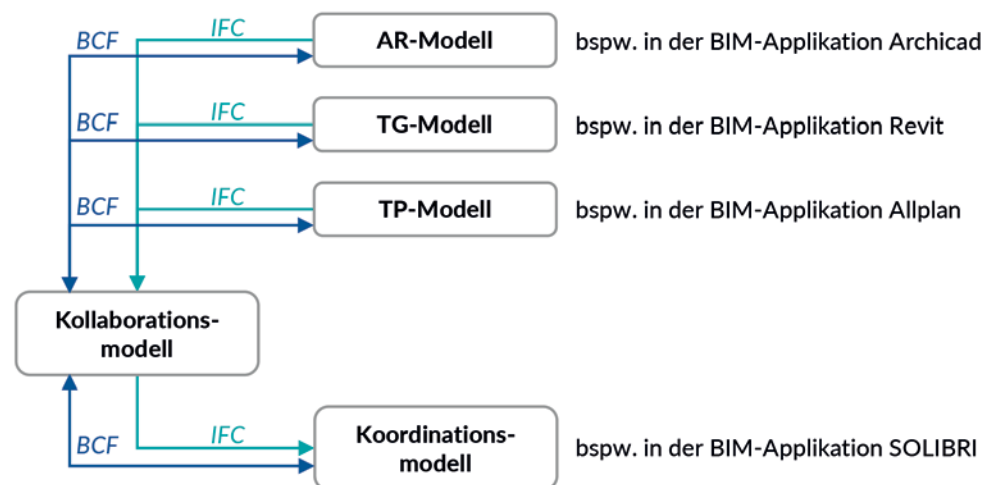 BCF IFC AR-Modell bspw. in der BIM-Applikation Archicad
BCF IFC TG-Modell bspw. in der BIM-Applikation Revit
BCF IFC TP-Modell bspw. in der BIM-Applikation Allplan
Kollaborations-
modell
BCF IFC Koordinations-
modell bspw. in der BIM-Applikation SOLIBRI